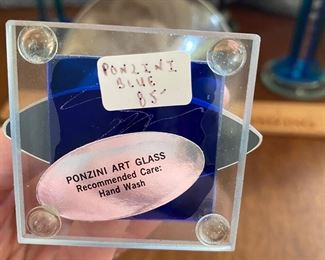 PONZINI
BLUE
85-
PONZINI ART GLASS
Recommended Care:
Hand Wash